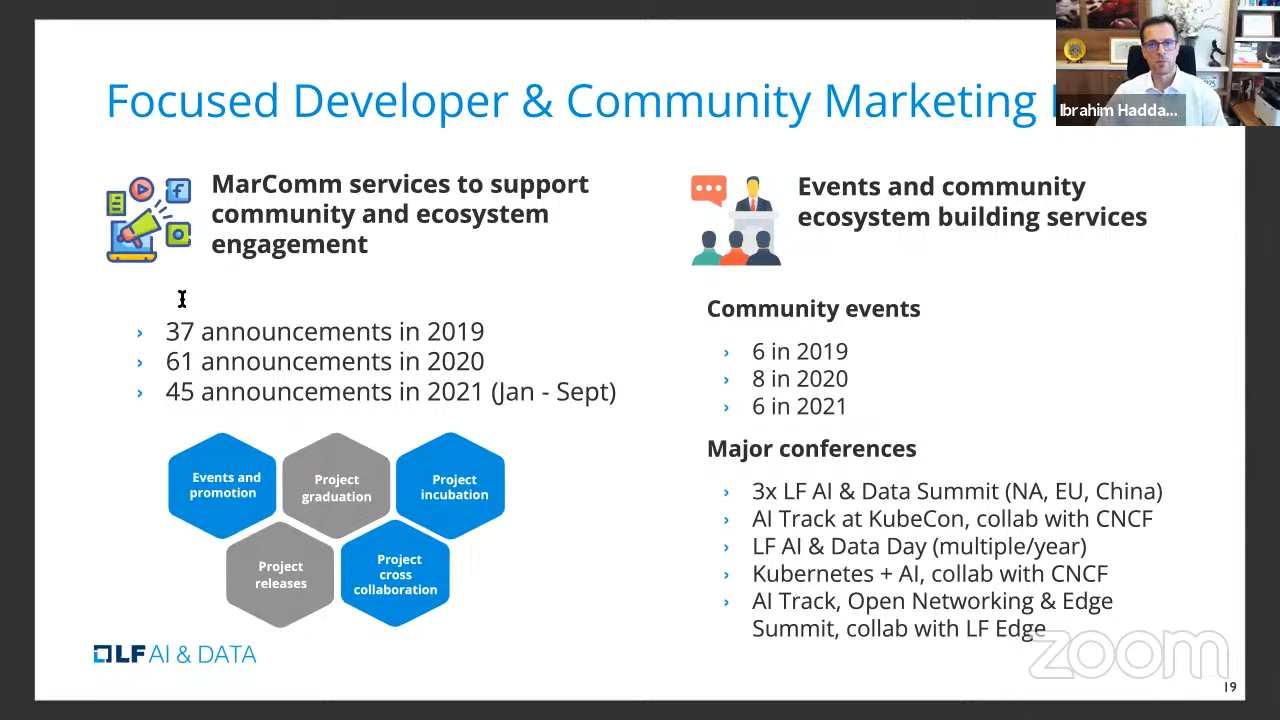 Focused Developer & Community Marketing
Ibrahim Hadda...
MarComm services to support
community and ecosystem
engagement
› 37 announcements in 2019
› 61 announcements in 2020
› 45 announcements in 2021 (Jan - Sept)
Events and
promotion
Project
graduation
Project
incubation
Project
releases
Project
cross
collaboration
LF AI & DATA
Events and community
ecosystem building services
Community events
› 6 in 2019
› 8 in 2020
› 6 in 2021
Major conferences
› 3x LF AI & Data Summit (NA, EU, China)
› AI Track at KubeCon, collab with CNCF
› LF AI & Data Day (multiple/year)
› Kubernetes + AI, collab with CNCF
› AI Track, Open Networking & Edge
Summit, collab with LF Edge
zoom
19